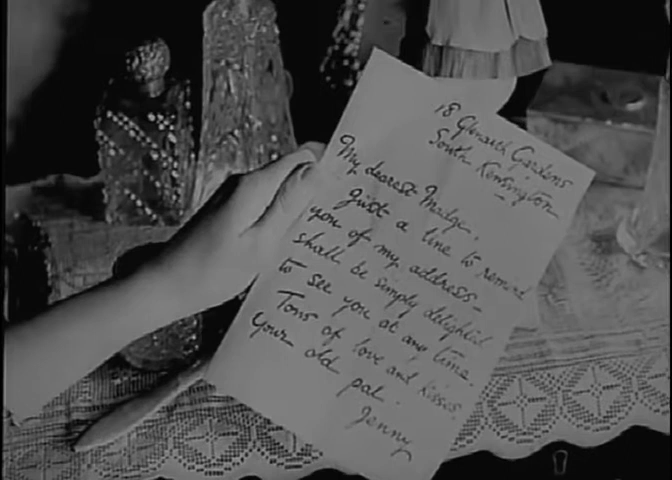 18 Glenarth Gardens
South Kensington
My dearest Madge,
Just a line to remind
you of my address -
shall be simply delighted
to see you at any time.
Tons of love and kisses
Your old pal.
Jenny